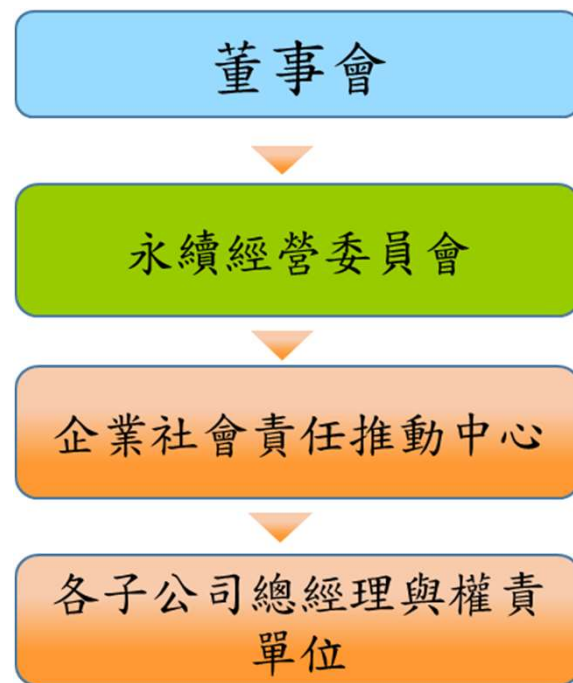 董事會
永續經營委員會
企業社會責任推動中心
各子公司總經理與權責
單位